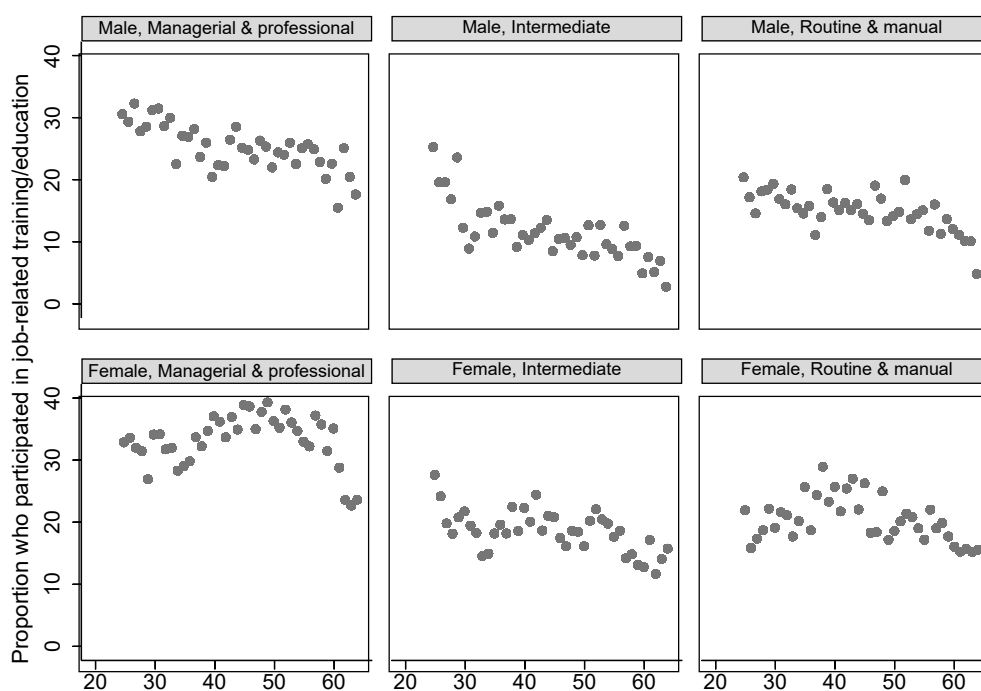 Male, Managerial & professional
Male, Intermediate
Male, Routine & manual
40
30
20
10
0
Proportion who participated in job-related training/education
Female, Managerial & professional
Female, Intermediate
Female, Routine & manual
40
30
20
10
0
20 30 40 50 60 20 30 40 50 60 20 30 40 50 60